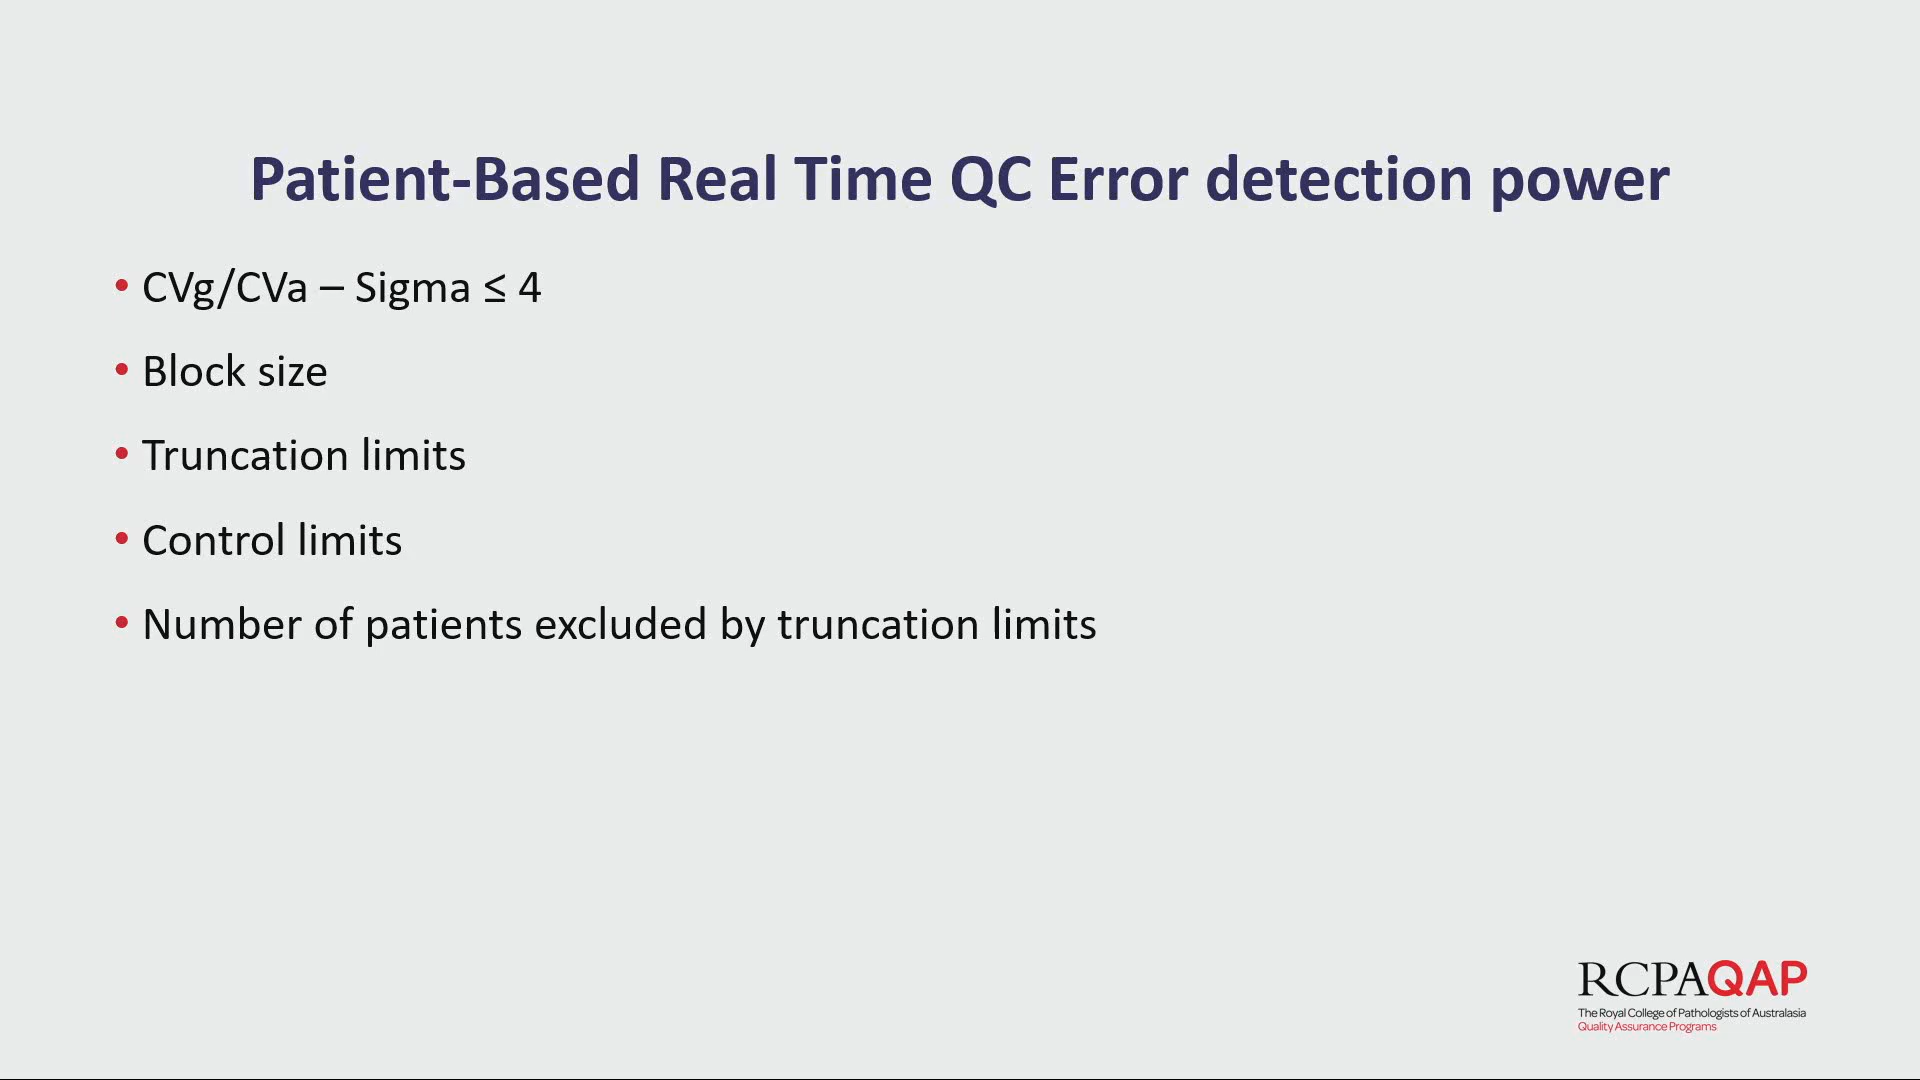 Patient-Based Real Time QC Error detection power
• CVg/CVa – Sigma ≤ 4
• Block size
• Truncation limits
• Control limits
• Number of patients excluded by truncation limits
RCPAQAP
The Royal College of Pathologists of Australasia
Quality Assurance Programs